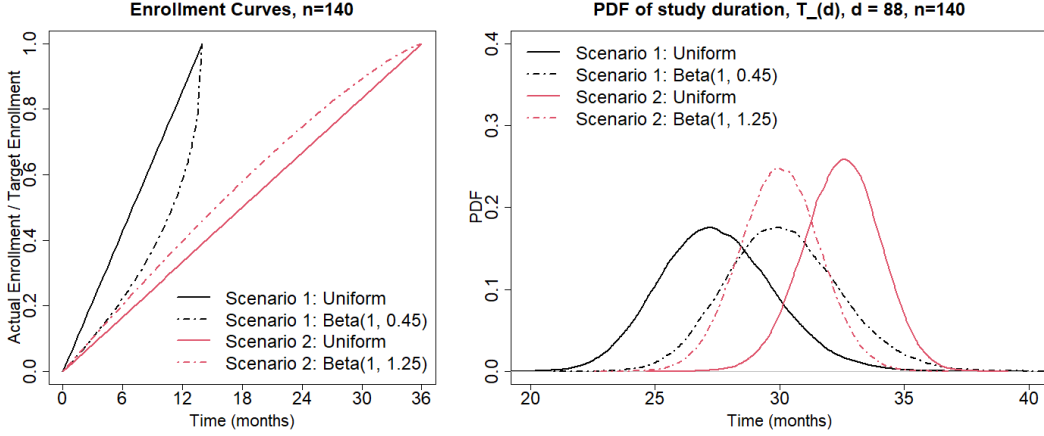 Enrollment Curves, n=140
Actual Enrollment / Target Enrollment
1.0
0.8
0.6
0.4
0.2
0.0
Scenario 1: Uniform
Scenario 1: Beta(1, 0.45)
Scenario 2: Uniform
Scenario 2: Beta(1, 1.25)
0 6 12 18 24 30 36
Time (months)
PDF of study duration, T_(d), d = 88, n=140
PDF
0.4
0.3
0.2
0.1
0.0
Scenario 1: Uniform
Scenario 1: Beta(1, 0.45)
Scenario 2: Uniform
Scenario 2: Beta(1, 1.25)
20 25 30 35 40
Time (months)